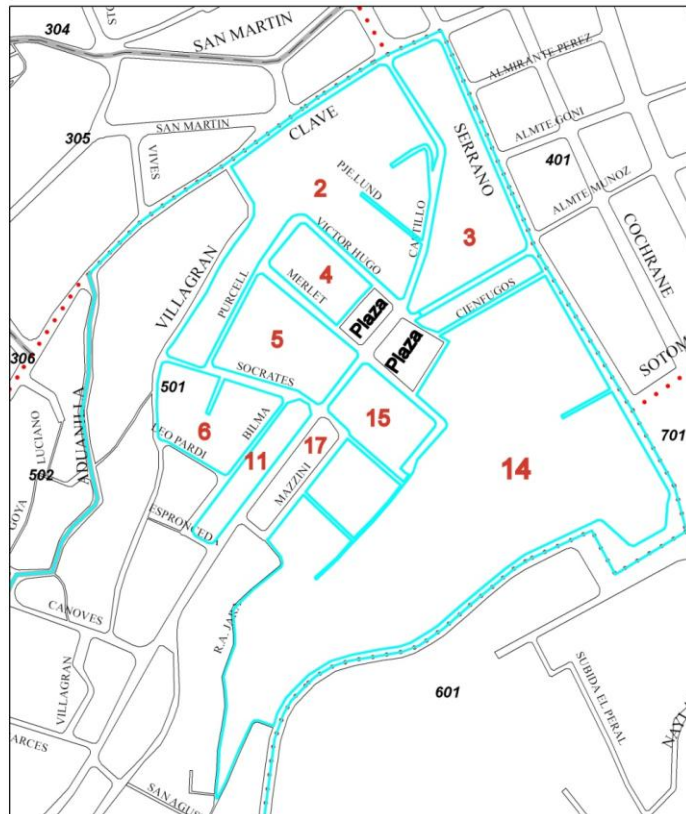 304
SAN MARTIN
ALMIRANTE PEREZ
305
SAN MARTIN
CLAVE
SERRANO
ALMTE GONI
401
VIVES
2
PJE.LUND
ALMTE MUÑOZ
CASTILLO
3
COCHRANE
VICTOR HUGO
VILLAGRAN
PURCELL
4
MERLET
CIENFUGOS
Plaza
Plaza
5
SOTOM
306
SOCRATES
501
LUCIANO
ADUANILLA
6
BILMA
15
701
LEO PARDI
17
11
14
502
MAZZINI
GOYA
ESPRONCEDA
CANOVES
R.A. JARA
SUBIDA EL PERAL
VILLAGRAN
601
ARCES
SAN AGUS